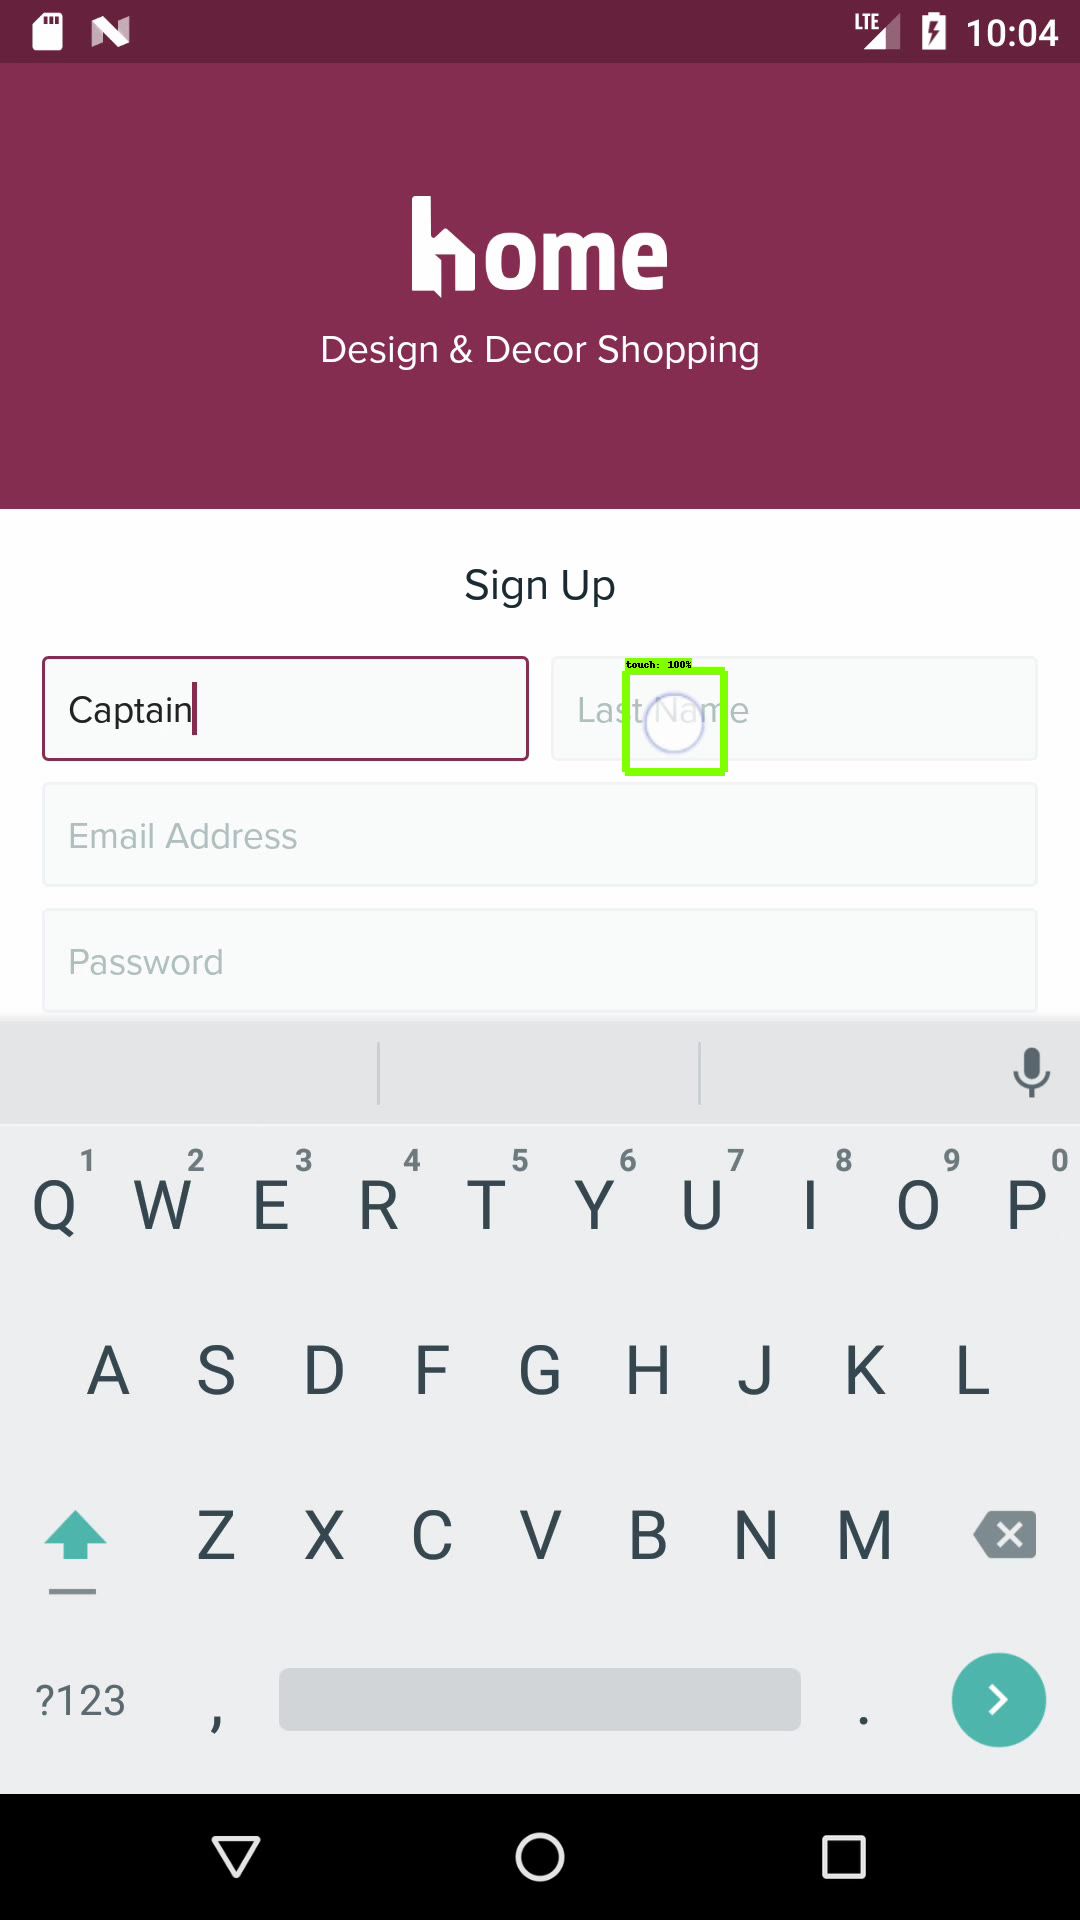 LTE 10:04
home
Design & Decor Shopping
Sign Up
Captain
touch: 100%
Last Name
Email Address
Password
1 2 3 4 5 6 7 8 9 0
Q W E R T Y U I O P
A S D F G H J K L
Z X C V B N M
?123 , .